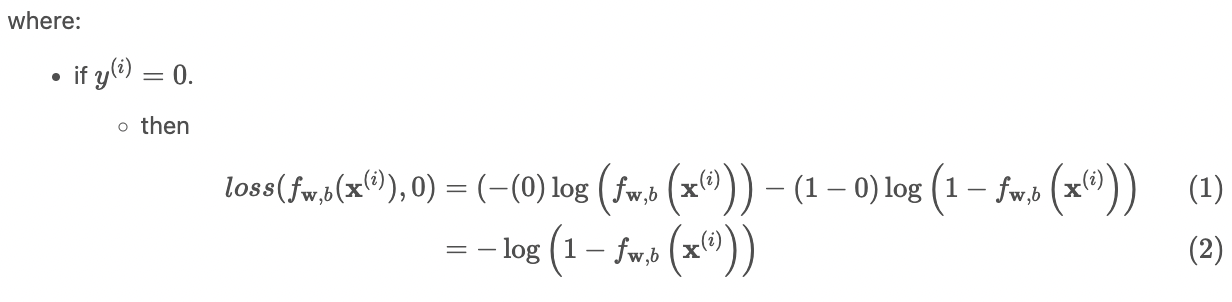 where:
• if y⁽ⁱ⁾ = 0.
◦ then
loss(f_{w,b}(x⁽ⁱ⁾), 0) = (−(0) log (f_{w,b} (x⁽ⁱ⁾)) − (1 − 0) log (1 − f_{w,b} (x⁽ⁱ⁾)) (1)
= − log (1 − f_{w,b} (x⁽ⁱ⁾)) (2)